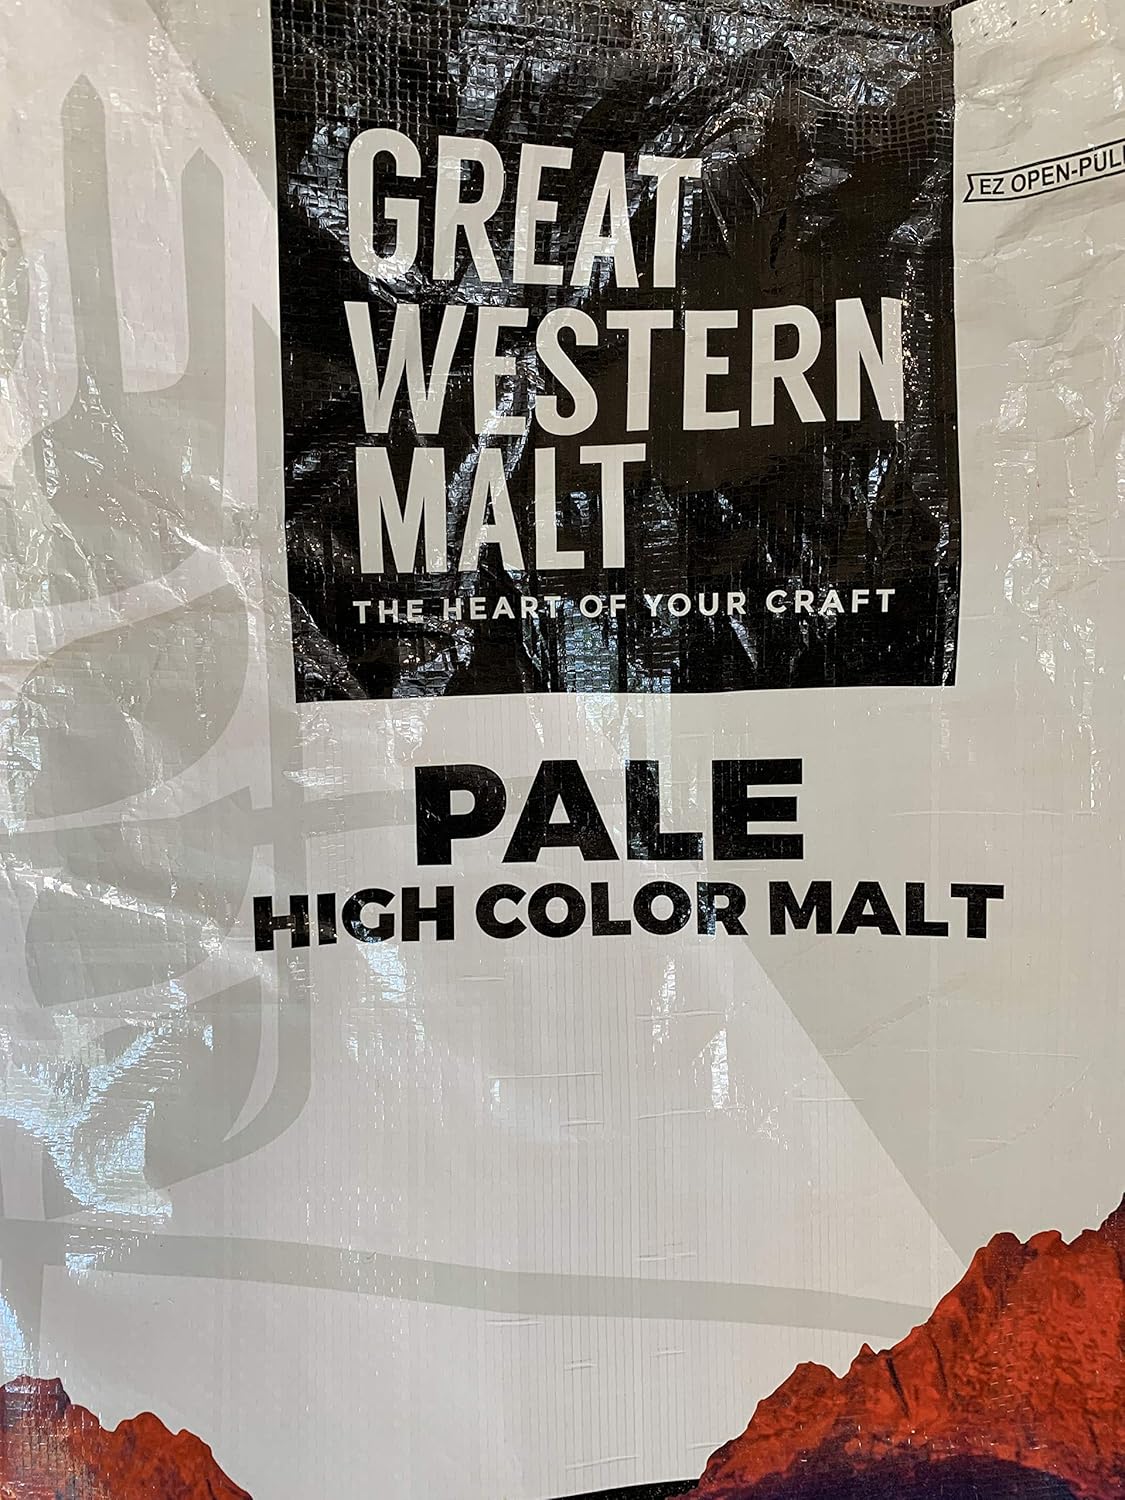 GREAT
WESTERN
MALT
THE HEART OF YOUR CRAFT
EZ OPEN-PULL
PALE
HIGH COLOR MALT